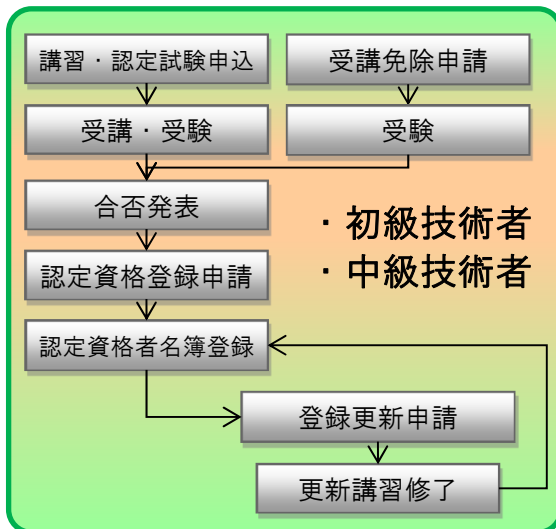 講習・認定試験申込
受講免除申請
受講・受験
受験
合否発表
・初級技術者
・中級技術者
認定資格登録申請
認定資格者名簿登録
登録更新申請
更新講習修了